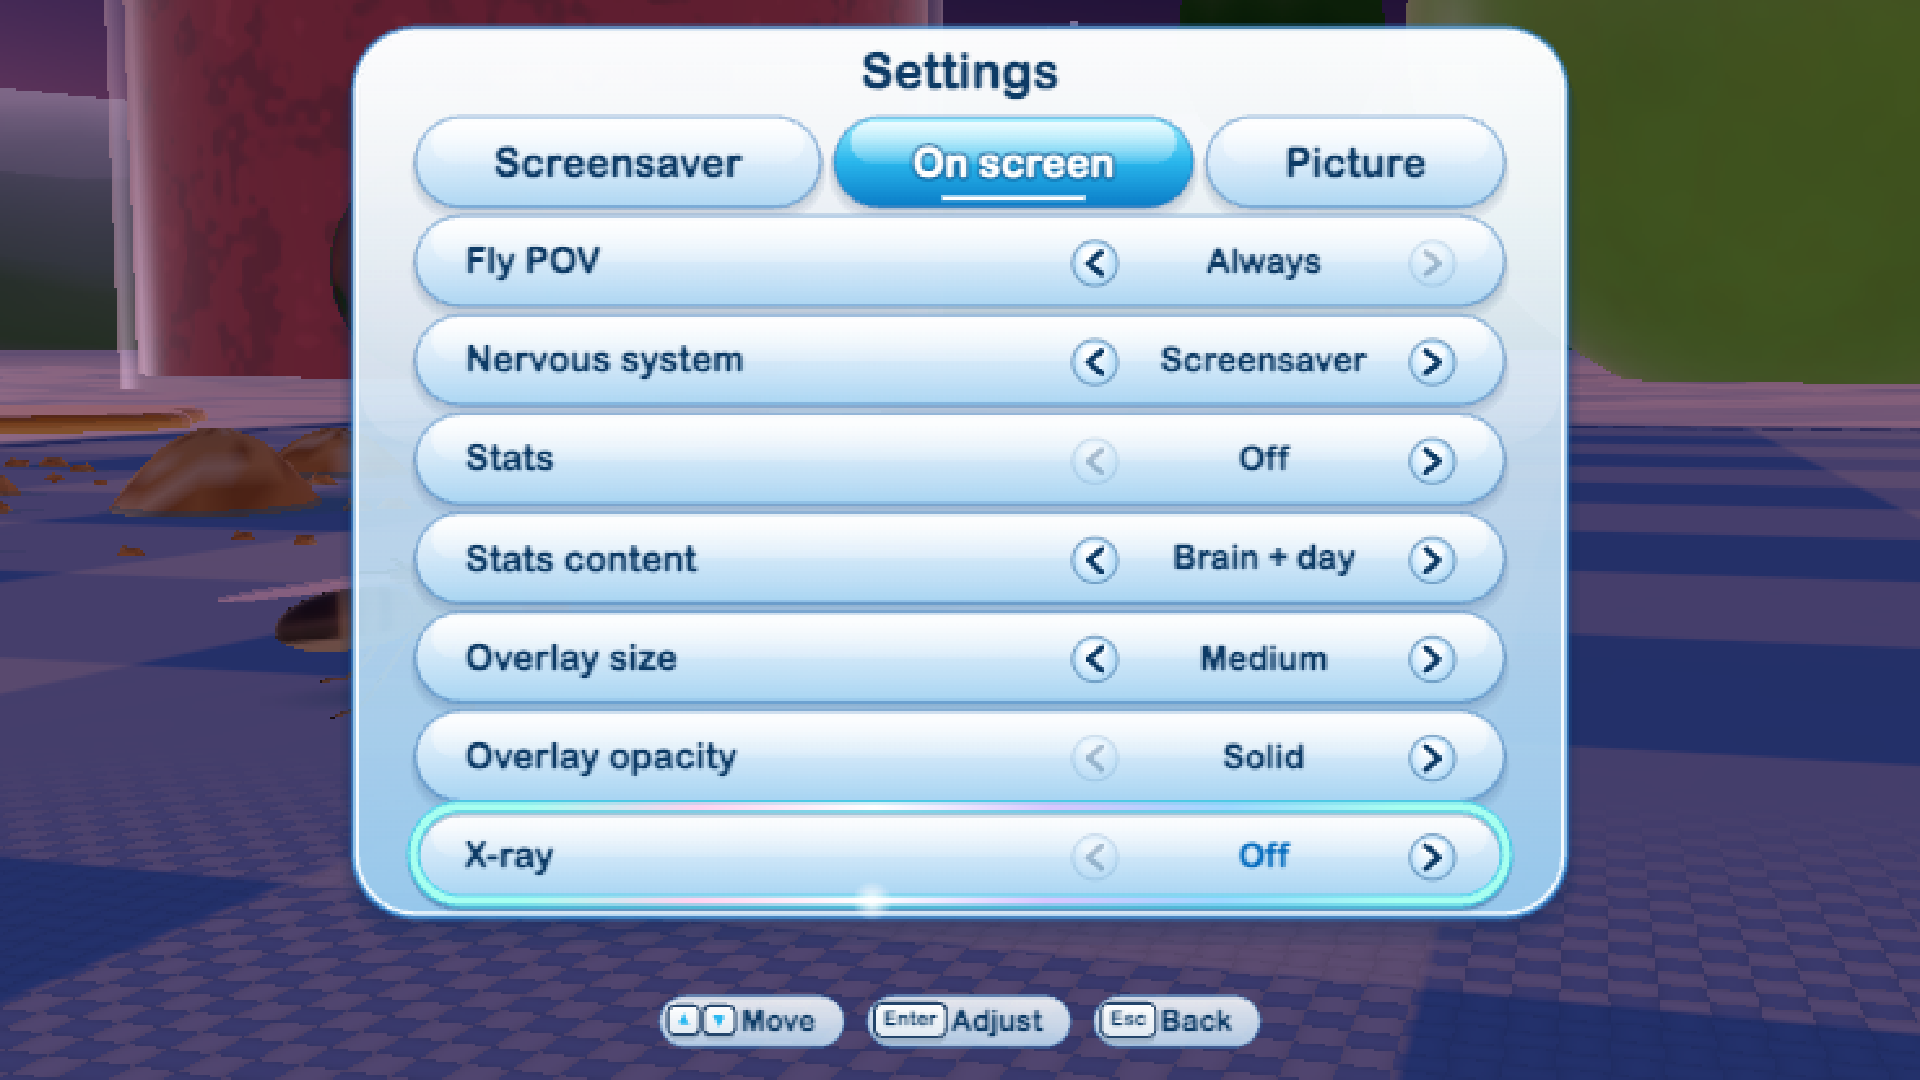 Settings
Screensaver On screen Picture
Fly POV Always
Nervous system Screensaver
Stats Off
Stats content Brain + day
Overlay size Medium
Overlay opacity Solid
X-ray Off
Move Enter Adjust Esc Back